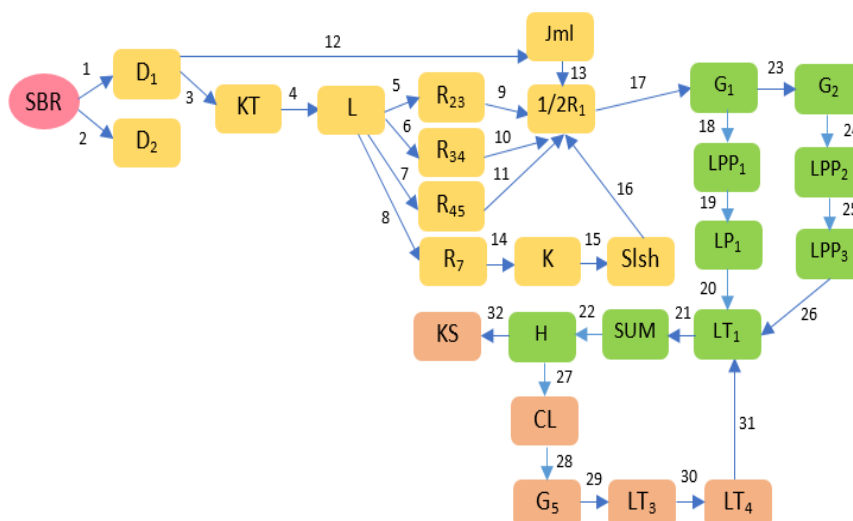 12
Jml
1
D₁
13
23
SBR
3
4
5
R₂₃
9
17
G₁
G₂
KT
L
1/2R₁
2
6
10
18
D₂
R₃₄
LPP₁
LPP₂
7
11
19
25
8
R₄₅
16
R₇
14
K
15
Slsh
LP₁
LPP₃
20
26
32
22
21
KS
H
SUM
LT₁
27
CL
31
28
29
30
G₅
LT₃
LT₄